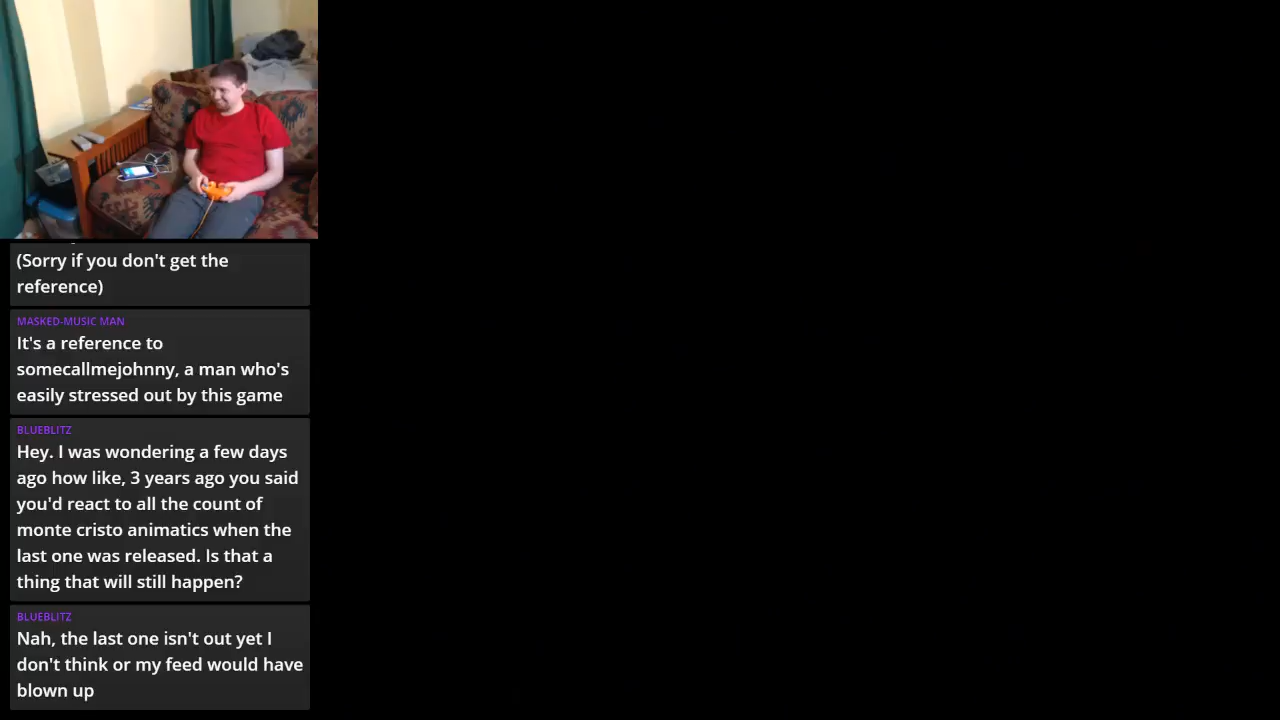 (Sorry if you don't get the
reference)
MASKED-MUSIC MAN
It's a reference to
somecallmejohnny, a man who's
easily stressed out by this game
BLUEBLITZ
Hey. I was wondering a few days
ago how like, 3 years ago you said
you'd react to all the count of
monte cristo animatics when the
last one was released. Is that a
thing that will still happen?
BLUEBLITZ
Nah, the last one isn't out yet I
don't think or my feed would have
blown up